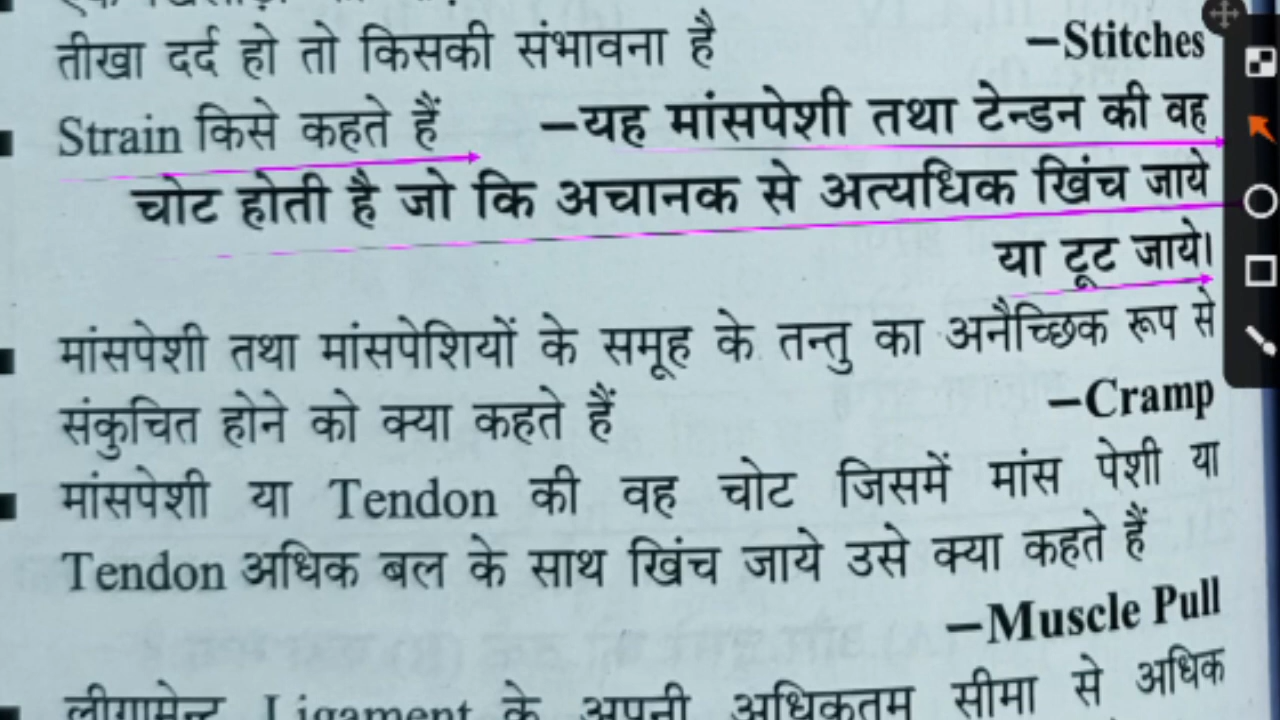 तीखा दर्द हो तो किसकी संभावना है –Stitches
Strain किसे कहते हैं –यह मांसपेशी तथा टेन्डन की वह
चोट होती है जो कि अचानक से अत्यधिक खिंच जाये
या टूट जाये।
मांसपेशी तथा मांसपेशियों के समूह के तन्तु का अनैच्छिक रूप से
संकुचित होने को क्या कहते हैं –Cramp
मांसपेशी या Tendon की वह चोट जिसमें मांस पेशी या
Tendon अधिक बल के साथ खिंच जाये उसे क्या कहते हैं
–Muscle Pull
लीगामेन्ट Ligament के अपनी अधिकतम सीमा से अधिक